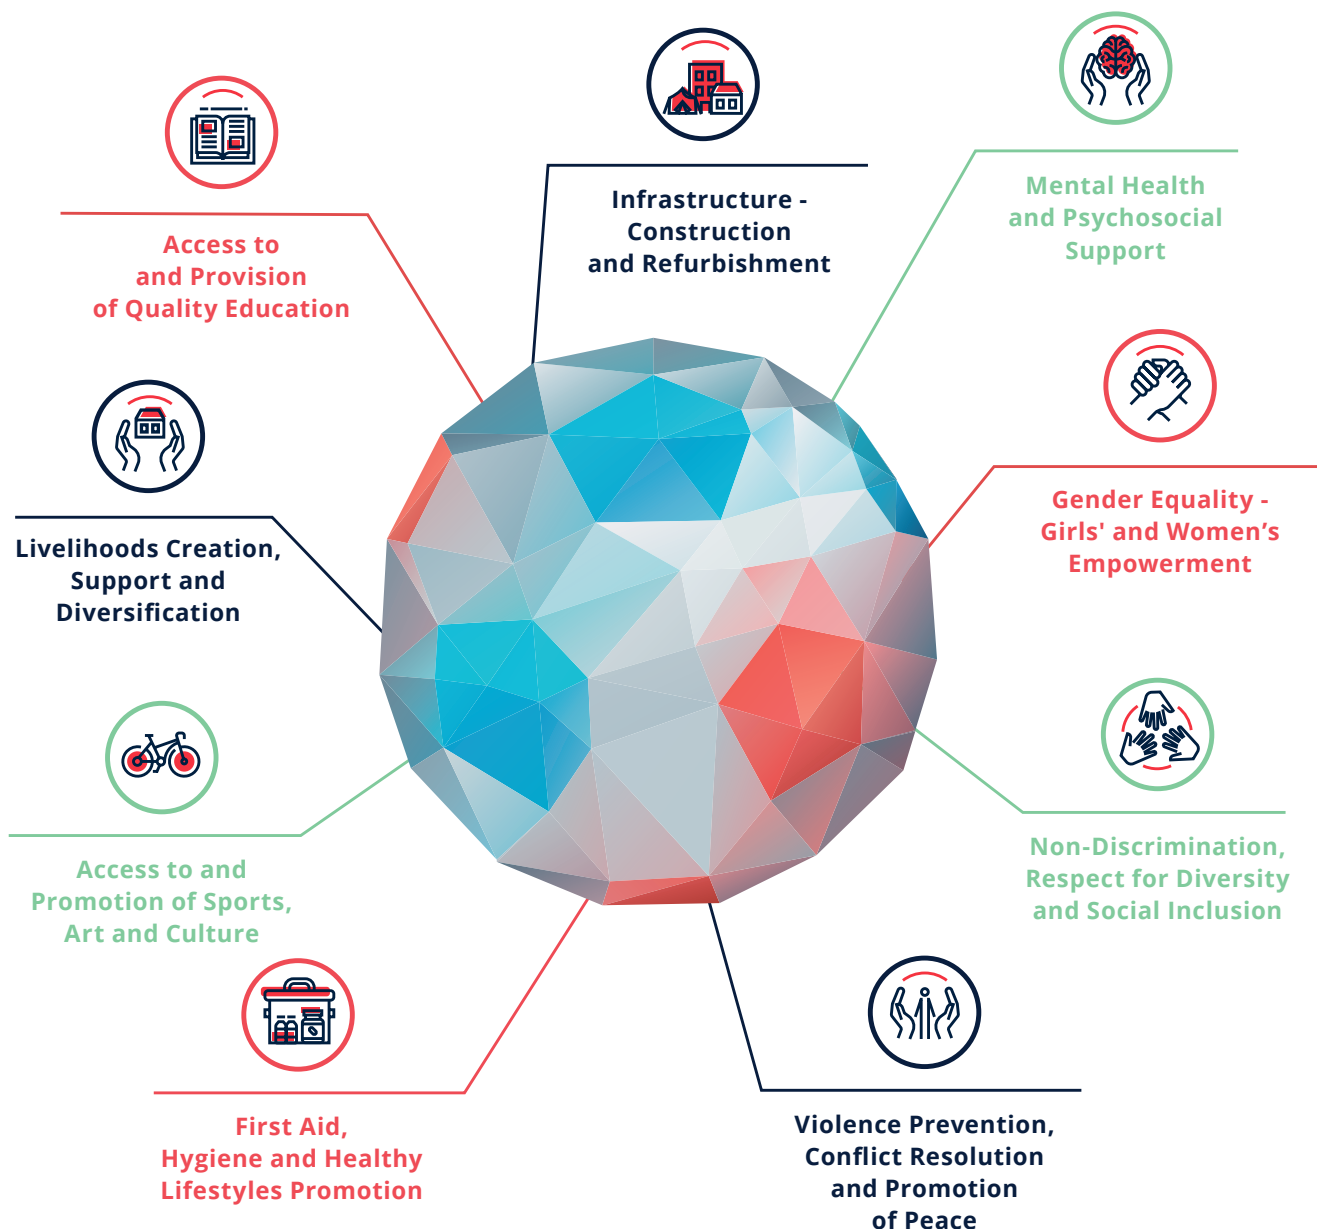 Access to
and Provision
of Quality Education
Infrastructure -
Construction
and Refurbishment
Mental Health
and Psychosocial
Support
Livelihoods Creation,
Support and
Diversification
Gender Equality -
Girls' and Women’s
Empowerment
Access to and
Promotion of Sports,
Art and Culture
Non-Discrimination,
Respect for Diversity
and Social Inclusion
First Aid,
Hygiene and Healthy
Lifestyles Promotion
Violence Prevention,
Conflict Resolution
and Promotion
of Peace